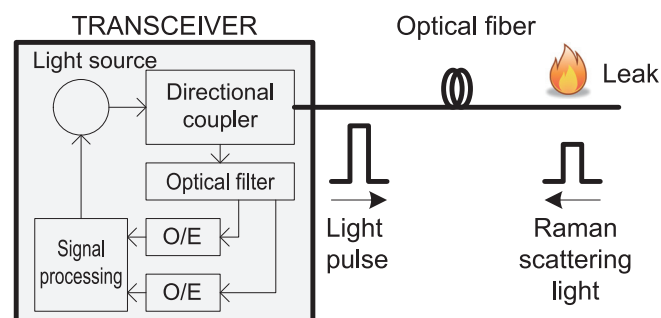 TRANSCEIVER
Optical fiber
Light source
Leak
Directional
coupler
Optical filter
O/E
Signal
processing
O/E
Light
pulse
Raman
scattering
light